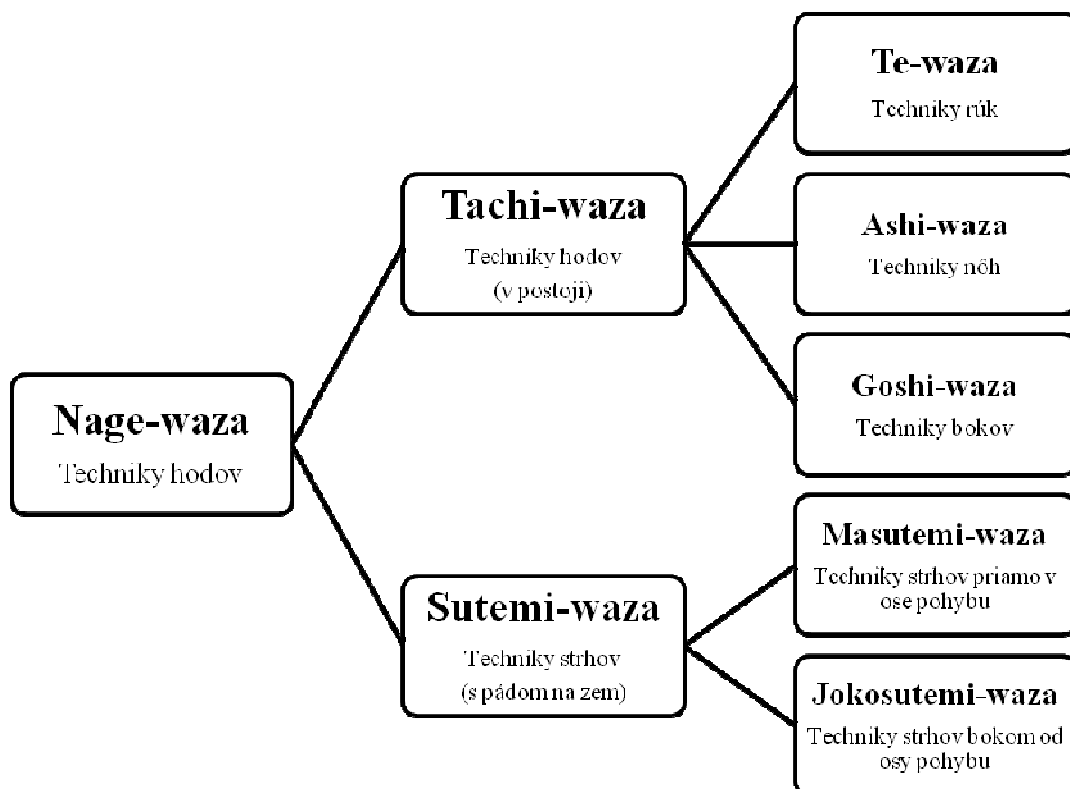 Nage-waza
Techniky hodov
Tachi-waza
Techniky hodov
(v postoji)
Sutemi-waza
Techniky strhov
(s pádom na zem)
Te-waza
Techniky rúk
Ashi-waza
Techniky nôh
Goshi-waza
Techniky bokov
Masutemi-waza
Techniky strhov priamo v
ose pohybu
Jokosutemi-waza
Techniky strhov bokom od
osy pohybu